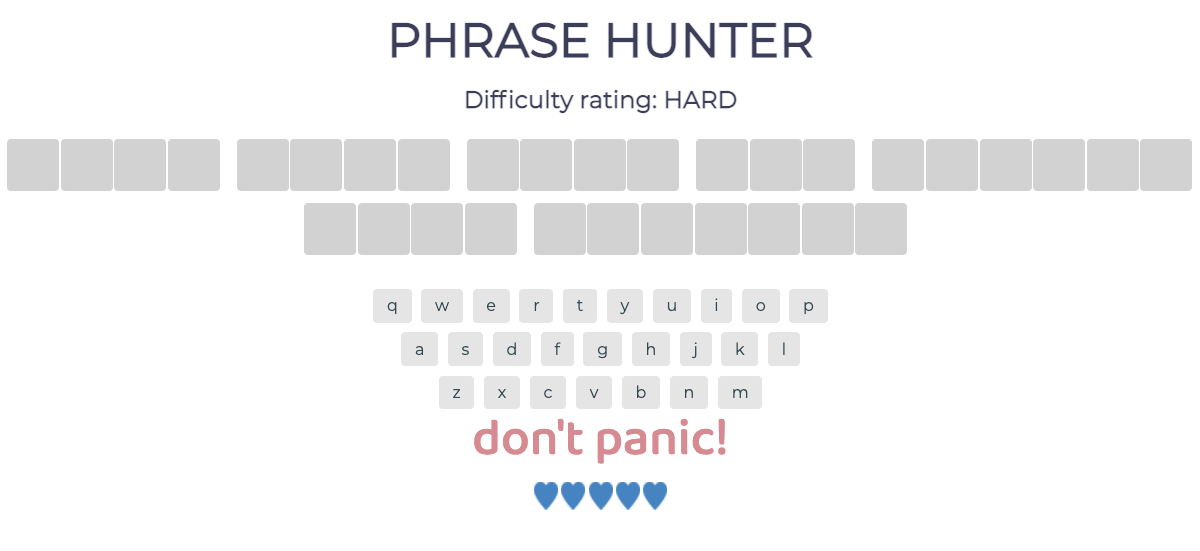 PHRASE HUNTER
Difficulty rating: HARD
q w e r t y u i o p
a s d f g h j k l
z x c v b n m
don't panic!